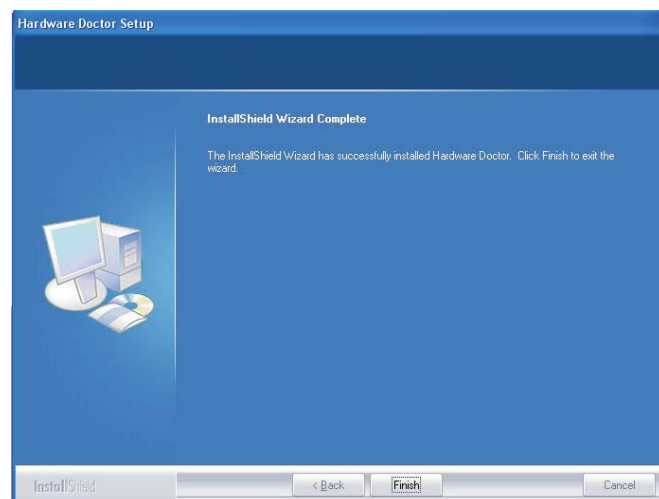 Hardware Doctor Setup
InstallShield Wizard Complete
The InstallShield Wizard has successfully installed Hardware Doctor. Click Finish to exit the
wizard.
InstallShield
< Back
Finish
Cancel